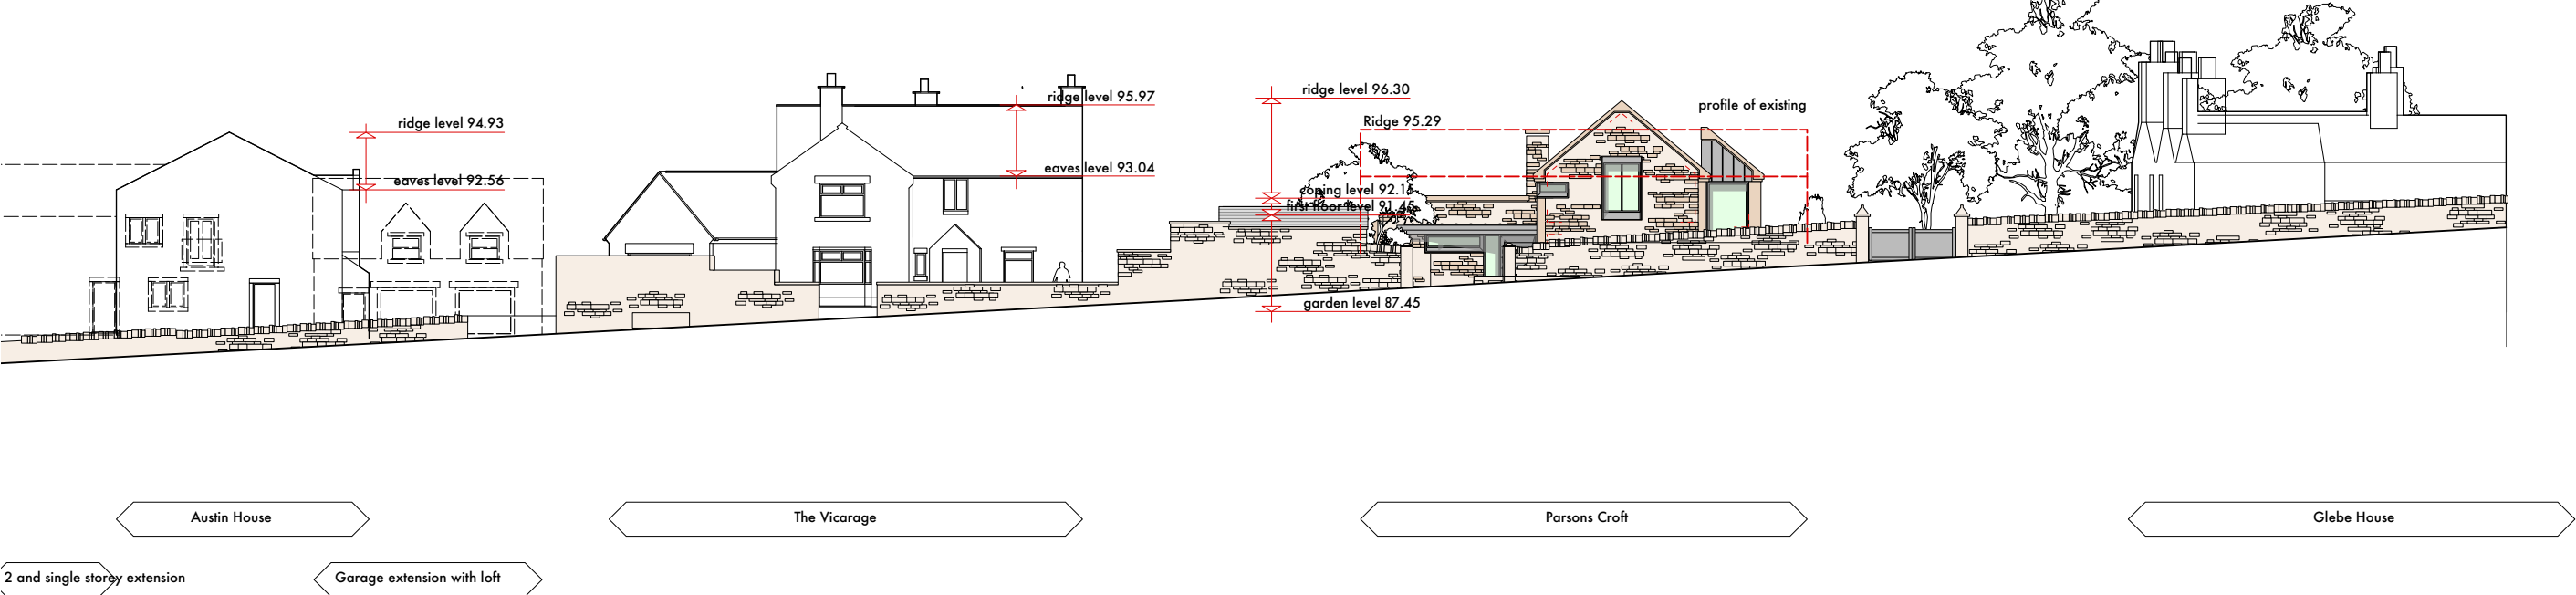 ridge level 94.93
eaves level 92.56
ridge level 95.97
eaves level 93.04
ridge level 96.30
Ridge 95.29
profile of existing
coping level 92.15
first floor level 91.45
garden level 87.45
Austin House
The Vicarage
Parsons Croft
Glebe House
2 and single storey extension
Garage extension with loft